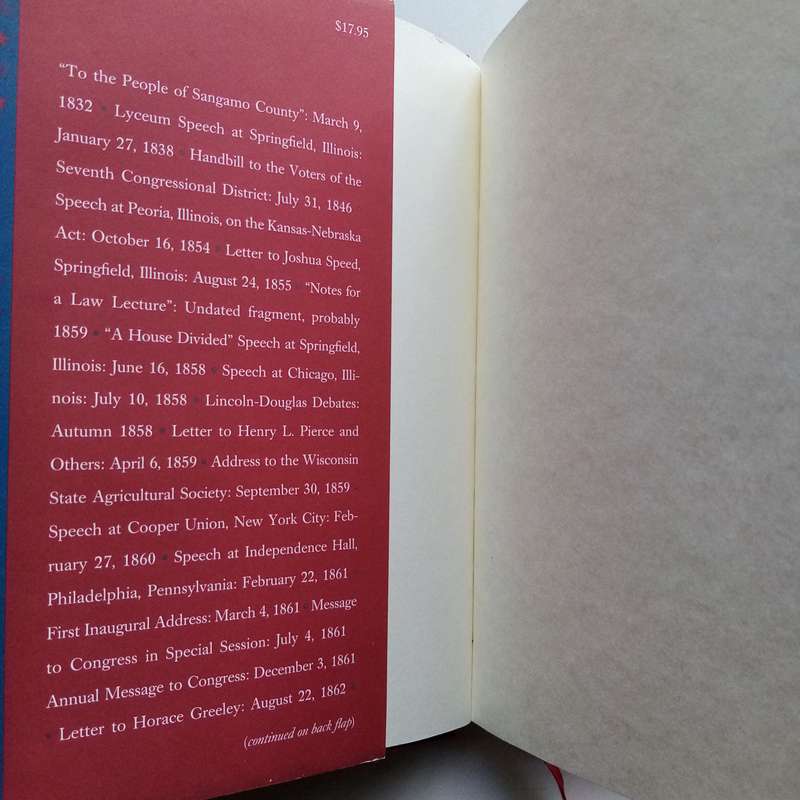 $17.95
“To the People of Sangamo County”: March 9,
1832 • Lyceum Speech at Springfield, Illinois:
January 27, 1838 • Handbill to the Voters of the
Seventh Congressional District: July 31, 1846 •
Speech at Peoria, Illinois, on the Kansas-Nebraska
Act: October 16, 1854 • Letter to Joshua Speed,
Springfield, Illinois: August 24, 1855 • “Notes for
a Law Lecture”: Undated fragment, probably
1859 • “A House Divided” Speech at Springfield,
Illinois: June 16, 1858 • Speech at Chicago, Illi-
nois: July 10, 1858 • Lincoln-Douglas Debates:
Autumn 1858 • Letter to Henry L. Pierce and
Others: April 6, 1859 • Address to the Wisconsin
State Agricultural Society: September 30, 1859 •
Speech at Cooper Union, New York City: Feb-
ruary 27, 1860 • Speech at Independence Hall,
Philadelphia, Pennsylvania: February 22, 1861 •
First Inaugural Address: March 4, 1861 • Message
to Congress in Special Session: July 4, 1861 •
Annual Message to Congress: December 3, 1861
• Letter to Horace Greeley: August 22, 1862 •
(continued on back flap)